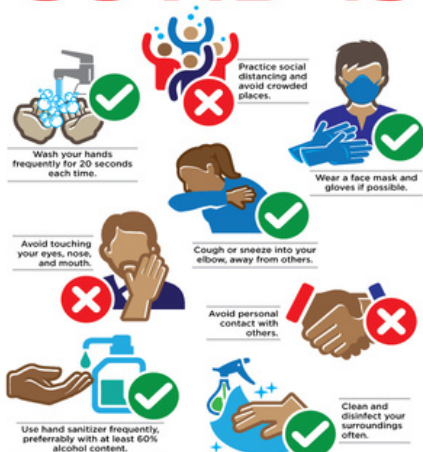 Practice social
distancing and
avoid crowded
places.
Wash your hands
frequently for 20 seconds
each time.
Wear a face mask and
gloves if possible.
Cough or sneeze into your
elbow, away from others.
Avoid touching
your eyes, nose,
and mouth.
Avoid personal
contact with
others.
Use hand sanitizer frequently,
preferrably with at least 60%
alcohol content.
Clean and
disinfect your
surroundings
often.